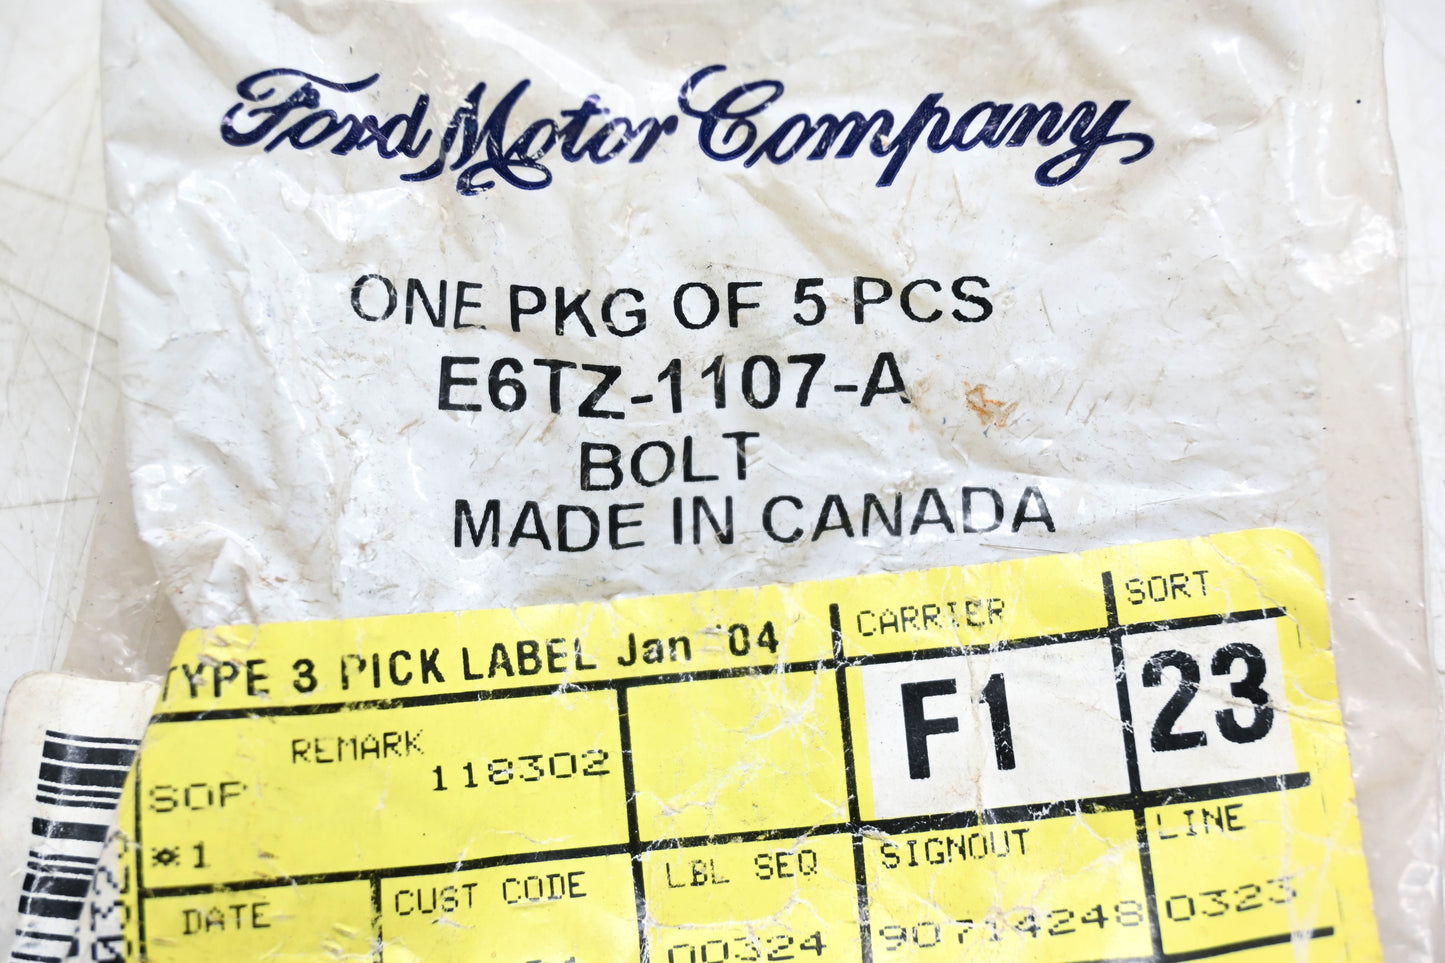 Ford Motor Company
ONE PKG OF 5 PCS
E6TZ-1107-A
BOLT
MADE IN CANADA
TYPE 3 PICK LABEL Jan '04
CARRIER
SORT
F1
23
REMARK
118302
SOP
*1
LBL SEQ
SIGNOUT
LINE
DATE
CUST CODE
00324
90714248
0323